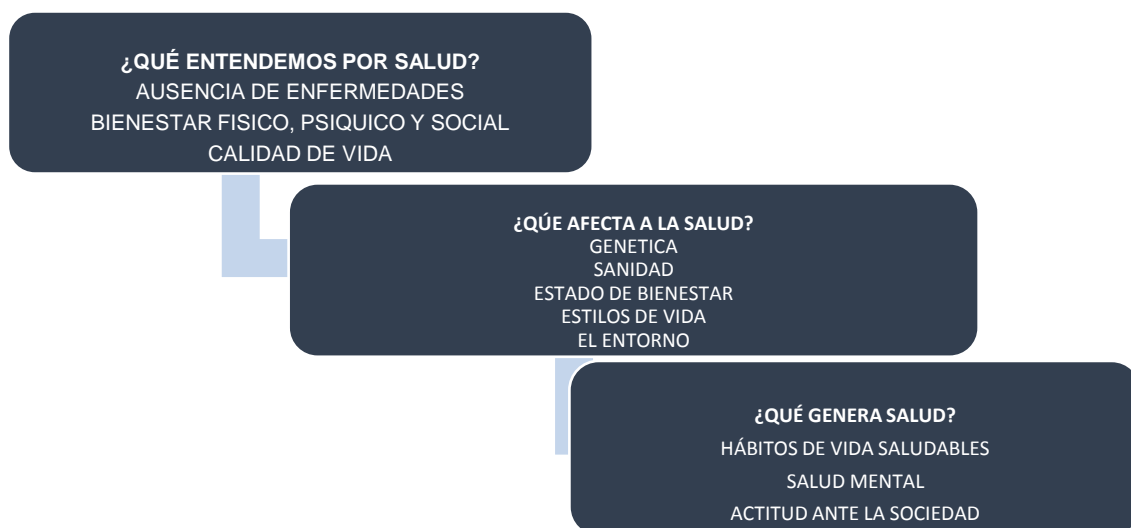 ¿QUÉ ENTENDEMOS POR SALUD?
AUSENCIA DE ENFERMEDADES
BIENESTAR FISICO, PSIQUICO Y SOCIAL
CALIDAD DE VIDA
¿QÚE AFECTA A LA SALUD?
GENETICA
SANIDAD
ESTADO DE BIENESTAR
ESTILOS DE VIDA
EL ENTORNO
¿QUÉ GENERA SALUD?
HÁBITOS DE VIDA SALUDABLES
SALUD MENTAL
ACTITUD ANTE LA SOCIEDAD